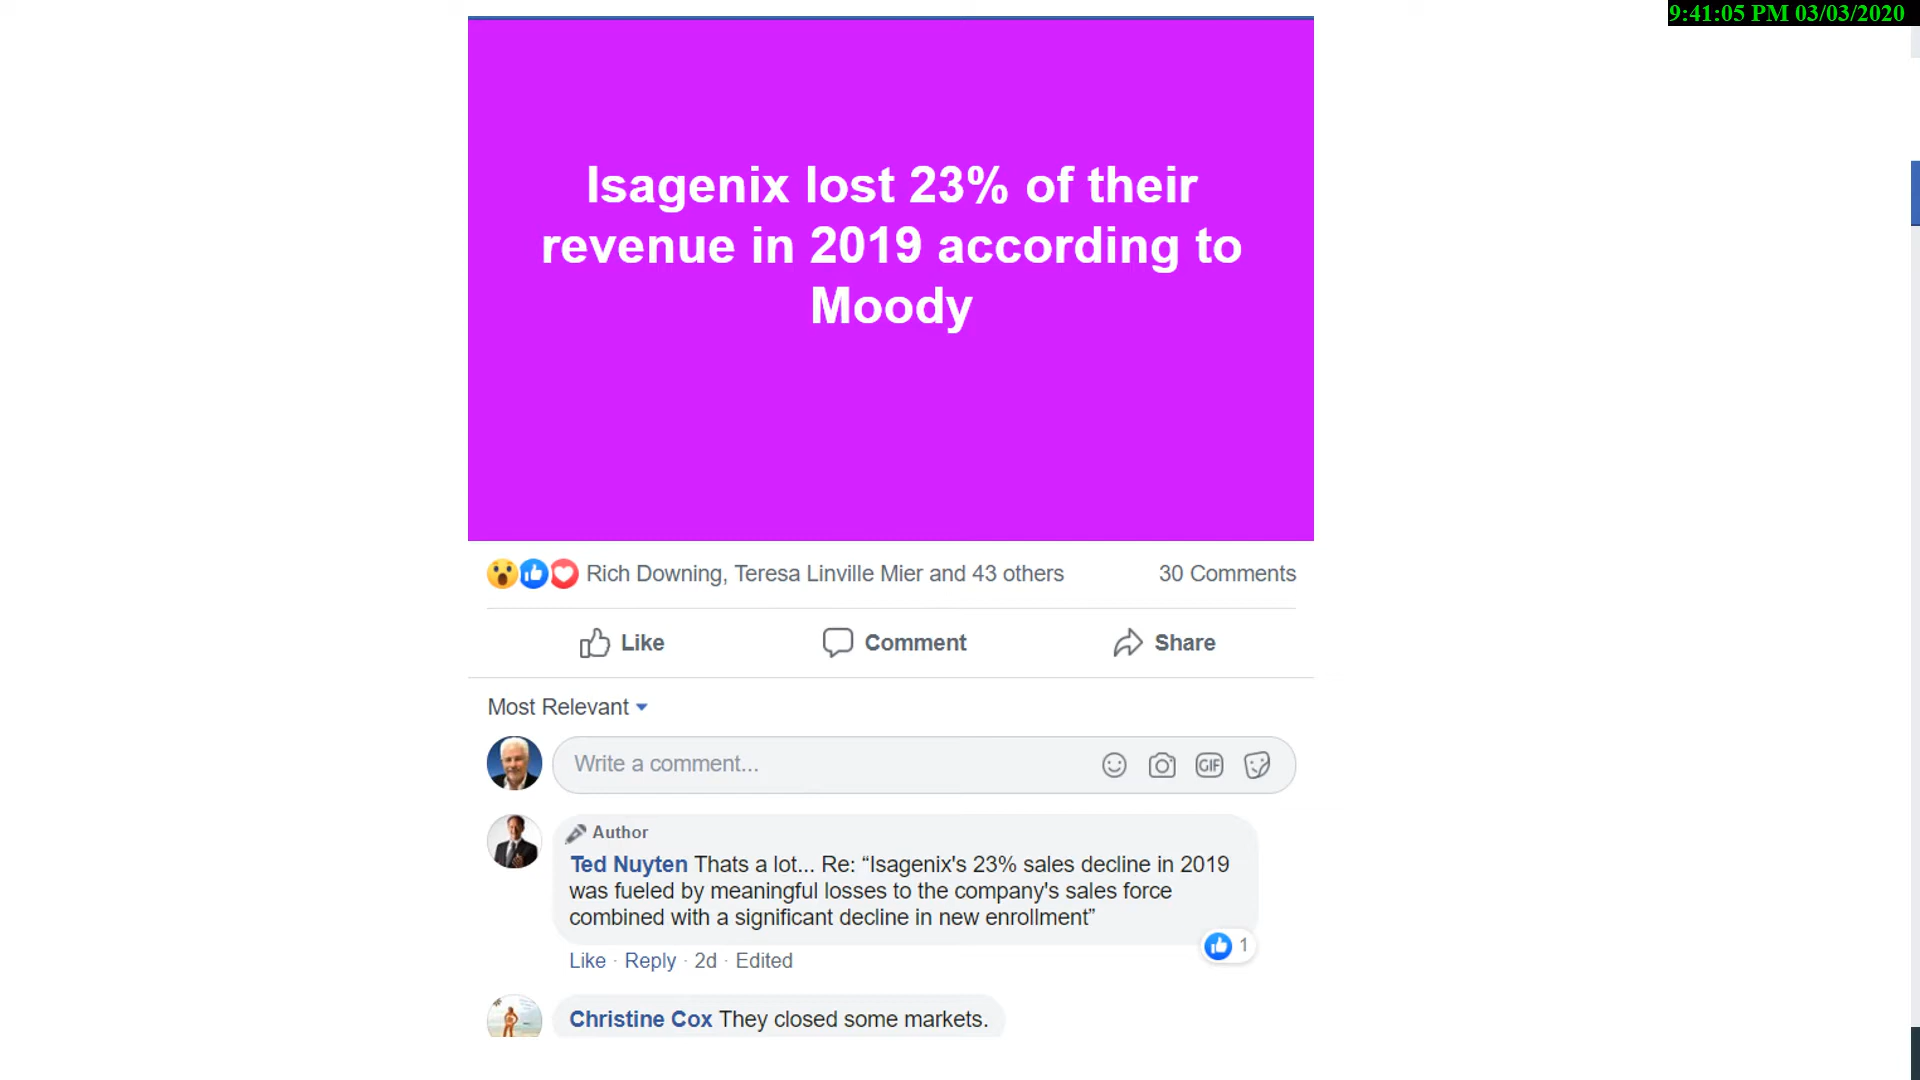 9:41:05 PM 03/03/2020
Isagenix lost 23% of their
revenue in 2019 according to
Moody
Rich Downing, Teresa Linville Mier and 43 others
30 Comments
Like
Comment
Share
Most Relevant
Write a comment...
GIF
Author
Ted Nuyten Thats a lot... Re: “Isagenix's 23% sales decline in 2019
was fueled by meaningful losses to the company's sales force
combined with a significant decline in new enrollment”
1
Like · Reply · 2d · Edited
Christine Cox They closed some markets.